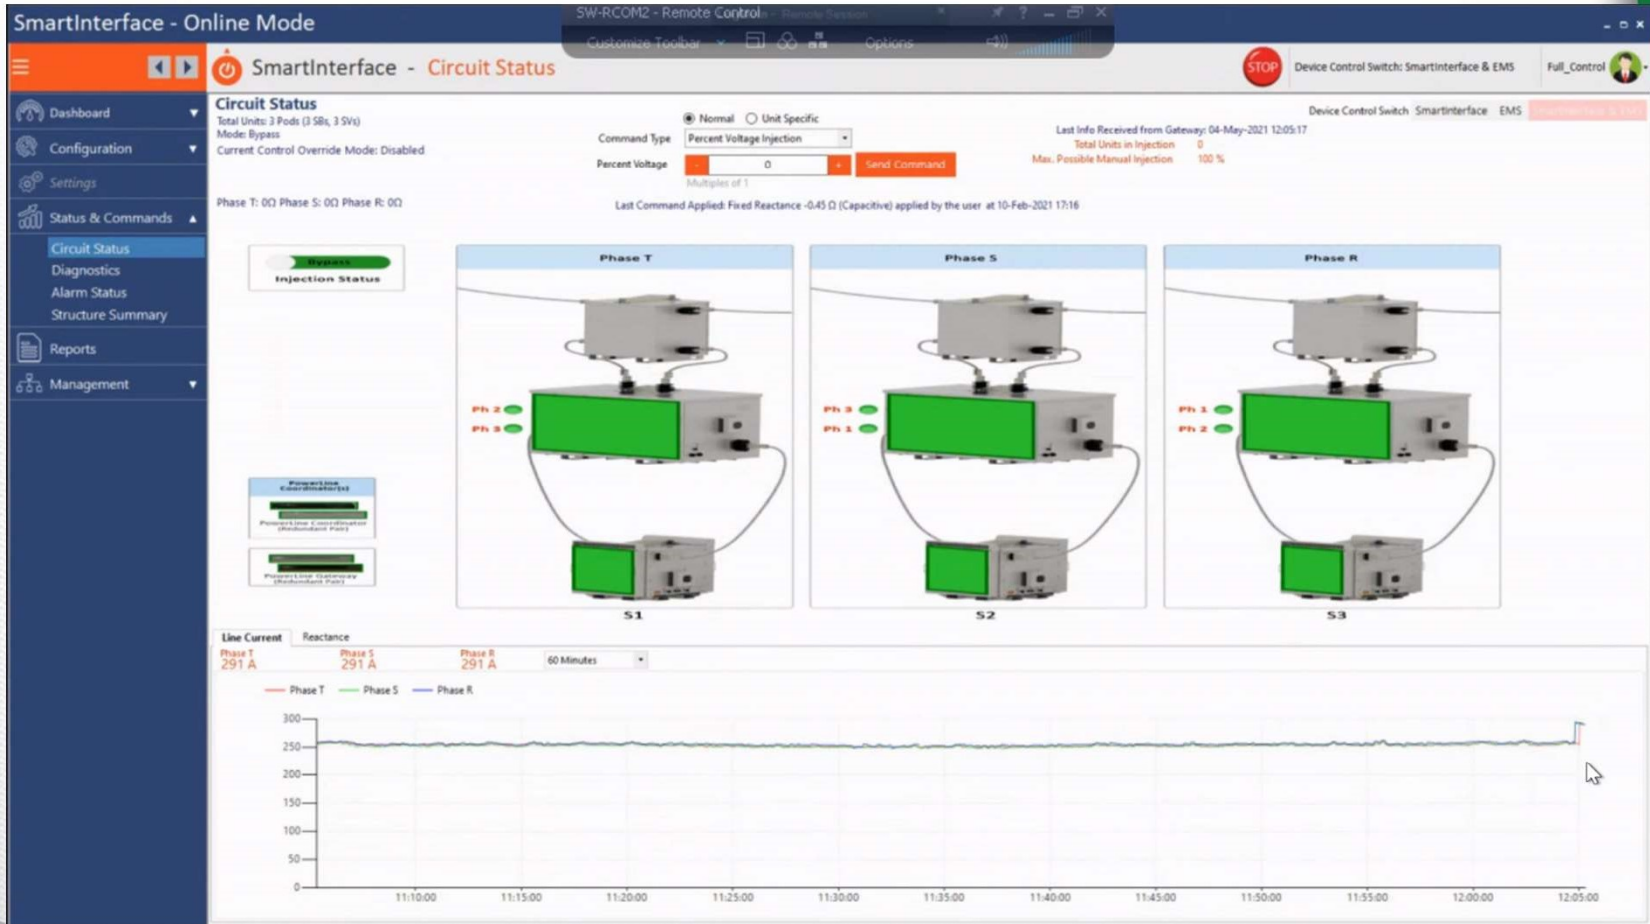 SmartInterface - Online Mode
SW-RCOM2 - Remote Control
Customize Toolbar
Options
SmartInterface - Circuit Status
STOP
Device Control Switch: SmartInterface & EMS
Full_Control
Dashboard
Configuration
Settings
Status & Commands
Circuit Status
Diagnostics
Alarm Status
Structure Summary
Reports
Management
Circuit Status
Total Units: 3 Pods (3 SBs, 3 SVs)
Mode: Bypass
Current Control Override Mode: Disabled
Normal Unit Specific
Command Type Percent Voltage Injection
Percent Voltage - 0 + Send Command
Multiples of 1
Device Control Switch SmartInterface EMS
Last Info Received from Gateway: 04-May-2021 12:05:17
Total Units in Injection 0
Max. Possible Manual Injection 100 %
Phase T: 0Ω Phase S: 0Ω Phase R: 0Ω
Last Command Applied: Fixed Reactance -0.45 Ω (Capacitive) applied by the user at 10-Feb-2021 17:16
Bypass
Injection Status
PowerLine
Coordinator(s)
PowerLine Coordinator
(Redundant Pair)
PowerLine Gateway
(Redundant Pair)
Phase T
Ph 2
Ph 3
S1
Phase S
Ph 3
Ph 1
S2
Phase R
Ph 1
Ph 2
S3
Line Current Reactance
Phase T Phase S Phase R
291 A 291 A 291 A
60 Minutes
Phase T Phase S Phase R
300
250
200
150
100
50
0
11:10:00 11:15:00 11:20:00 11:25:00 11:30:00 11:35:00 11:40:00 11:45:00 11:50:00 11:55:00 12:00:00 12:05:00